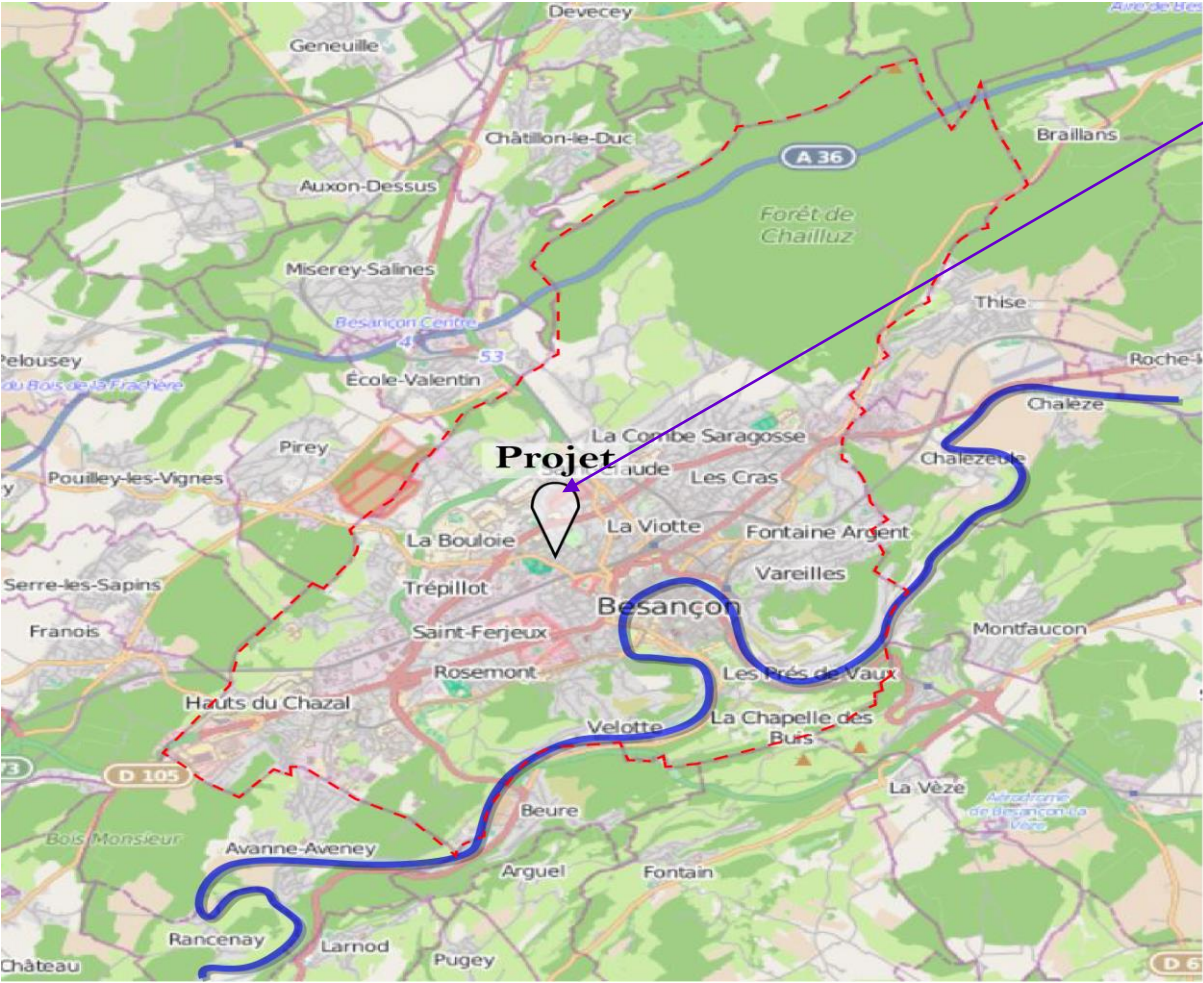 Devecey
Geneuille
Châtillon-le-Duc
Braillans
A 36
Auxon-Dessus
Forêt de
Chailluz
Miserey-Salines
Thise
Besançon Centre
4
53
Pelousey
Roche-l
du Bois de la Frachère
École-Valentin
Chalèze
La Combe Saragosse
Pirey
Projet
Chalezeule
Les Cras
Pouilley-les-Vignes
y
La Viotte
Fontaine Argent
La Bouloie
Vareilles
Serre-les-Sapins
Trépillot
Besançon
Franois
Saint-Ferjeux
Montfaucon
Rosemont
Les Prés de Vaux
Hauts du Chazal
La Chapelle des
Buis
Velotte
73
D 105
La Vèze
Aérodrome
de Besançon-La
Vèze
Beure
Bois Monsieur
Avanne-Aveney
Arguel
Fontain
Rancenay
Larnod
Pugey
Château
D 6